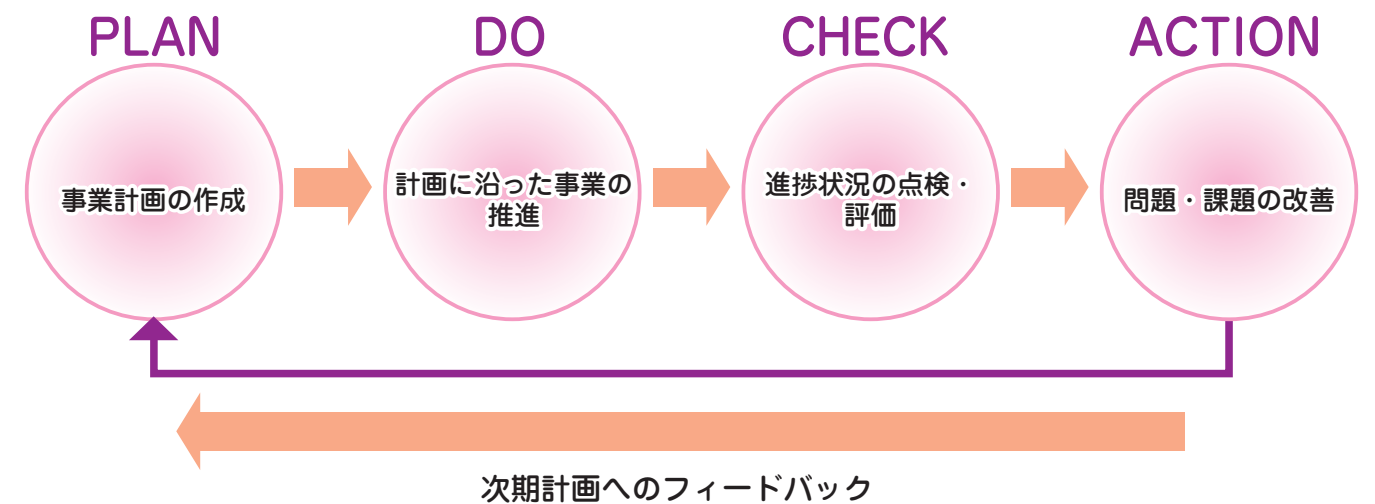 PLAN
事業計画の作成
DO
計画に沿った事業の
推進
CHECK
進捗状況の点検・
評価
ACTION
問題・課題の改善
次期計画へのフィードバック